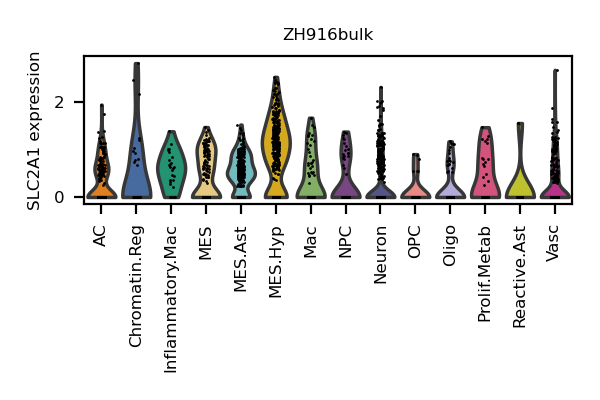 ZH916bulk
SLC2A1 expression
2
0
AC
Chromatin.Reg
Inflammatory.Mac
MES
MES.Ast
MES.Hyp
Mac
NPC
Neuron
OPC
Oligo
Prolif.Metab
Reactive.Ast
Vasc